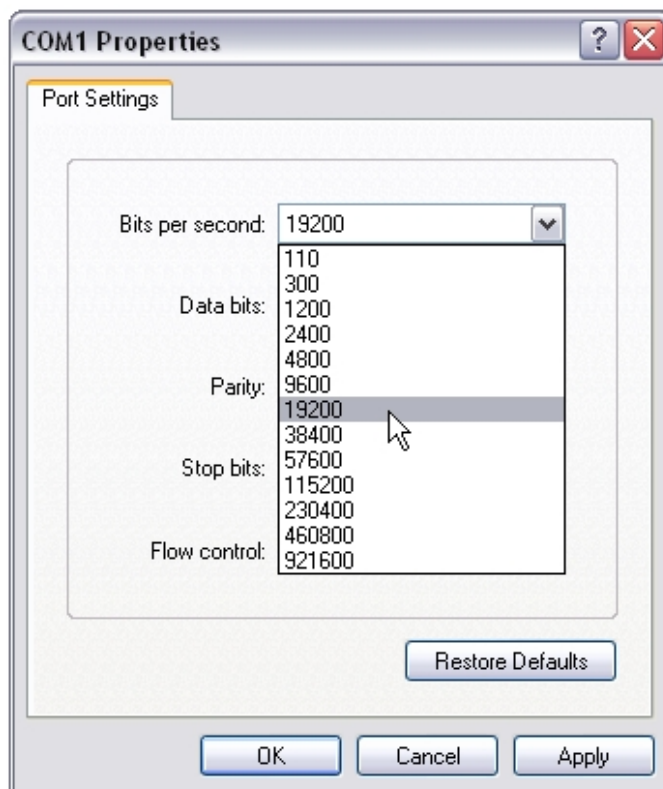 COM1 Properties
?
Port Settings
Bits per second: 19200
110
300
Data bits:
1200
2400
4800
Parity:
9600
19200
38400
Stop bits:
57600
115200
230400
Flow control:
460800
921600
Restore Defaults
OK Cancel Apply